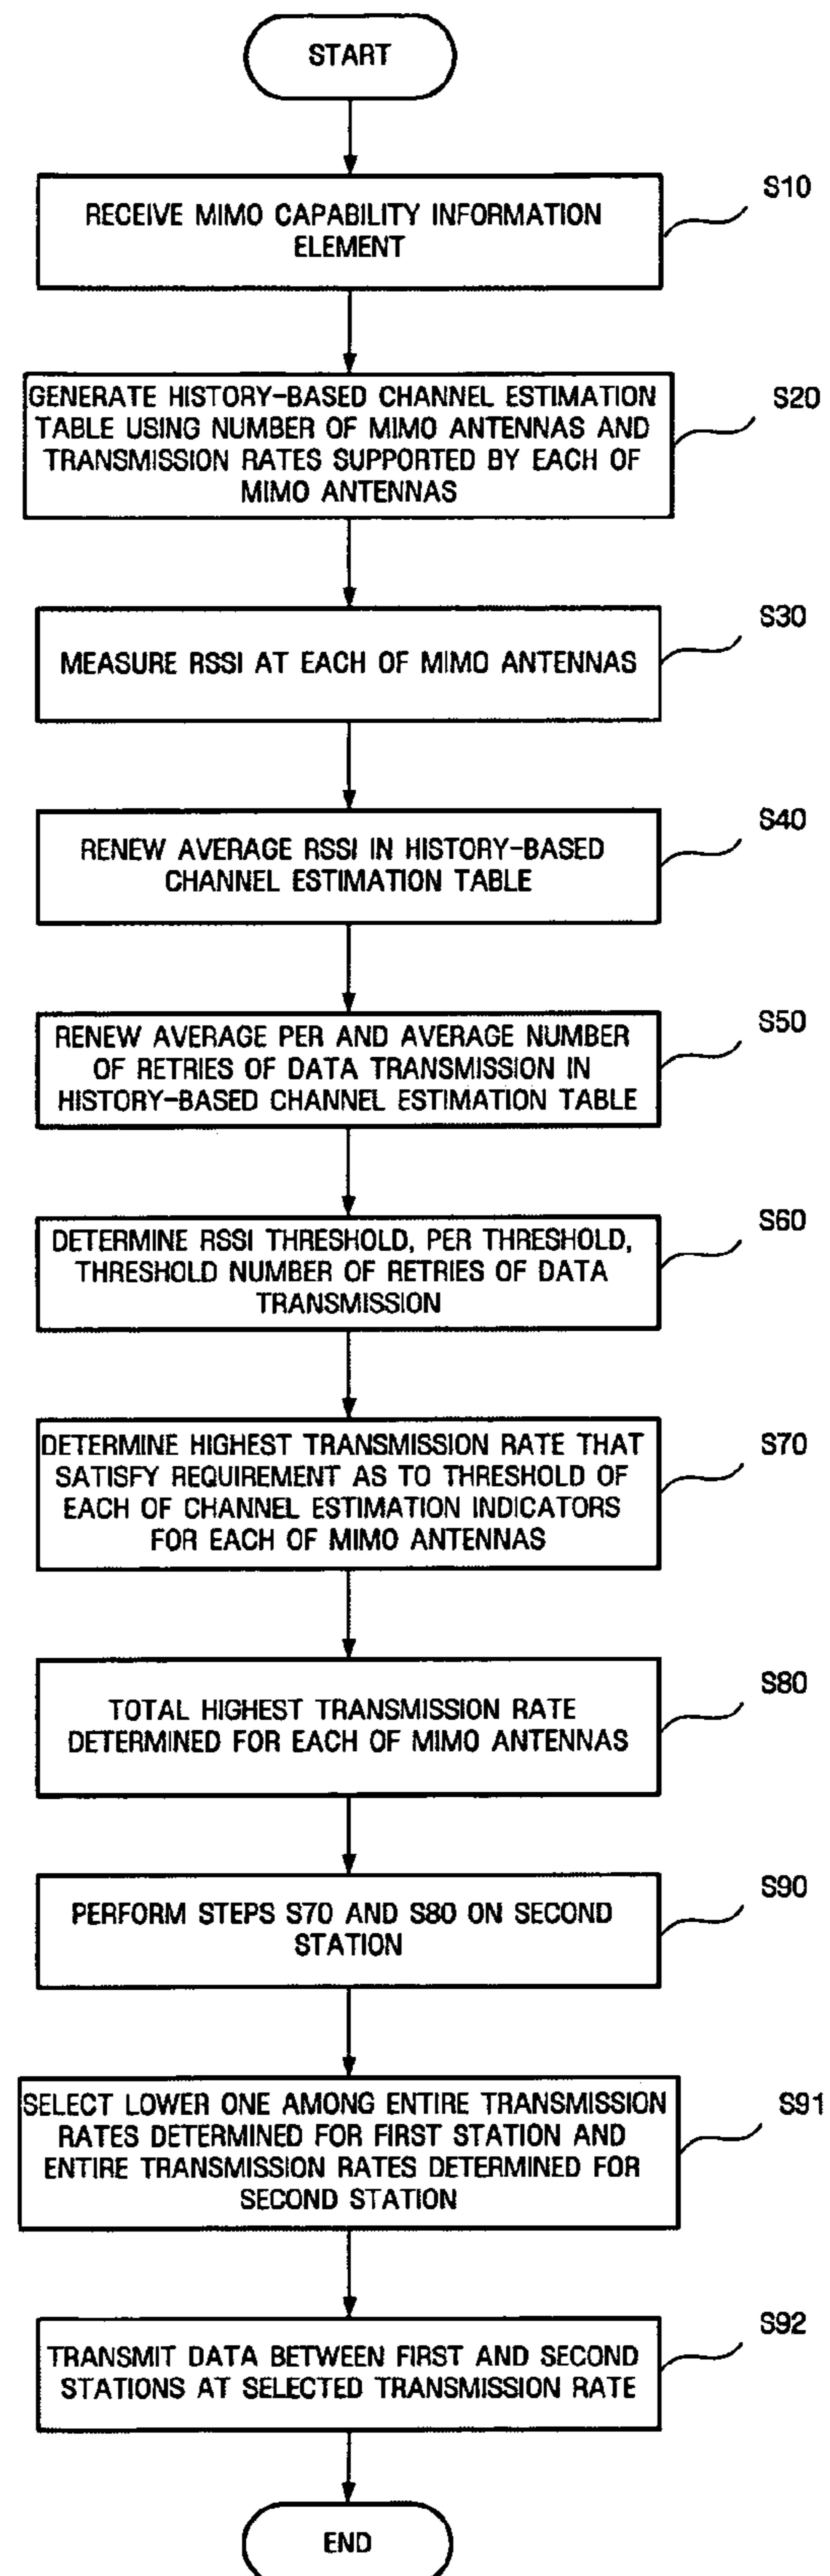 START
S10
RECEIVE MIMO CAPABILITY INFORMATION
ELEMENT
S20
GENERATE HISTORY-BASED CHANNEL ESTIMATION
TABLE USING NUMBER OF MIMO ANTENNAS AND
TRANSMISSION RATES SUPPORTED BY EACH OF
MIMO ANTENNAS
S30
MEASURE RSSI AT EACH OF MIMO ANTENNAS
S40
RENEW AVERAGE RSSI IN HISTORY-BASED
CHANNEL ESTIMATION TABLE
S50
RENEW AVERAGE PER AND AVERAGE NUMBER
OF RETRIES OF DATA TRANSMISSION IN
HISTORY-BASED CHANNEL ESTIMATION TABLE
S60
DETERMINE RSSI THRESHOLD, PER THRESHOLD,
THRESHOLD NUMBER OF RETRIES OF DATA
TRANSMISSION
S70
DETERMINE HIGHEST TRANSMISSION RATE THAT
SATISFY REQUIREMENT AS TO THRESHOLD OF
EACH OF CHANNEL ESTIMATION INDICATORS
FOR EACH OF MIMO ANTENNAS
S80
TOTAL HIGHEST TRANSMISSION RATE
DETERMINED FOR EACH OF MIMO ANTENNAS
S90
PERFORM STEPS S70 AND S80 ON SECOND
STATION
S91
SELECT LOWER ONE AMONG ENTIRE TRANSMISSION
RATES DETERMINED FOR FIRST STATION AND
ENTIRE TRANSMISSION RATES DETERMINED FOR
SECOND STATION
S92
TRANSMIT DATA BETWEEN FIRST AND SECOND
STATIONS AT SELECTED TRANSMISSION RATE
END